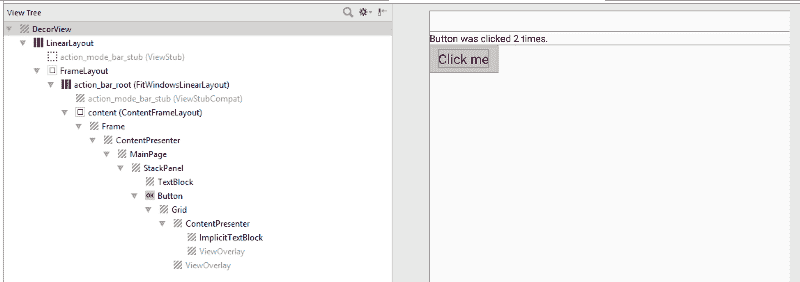 View Tree
DecorView
LinearLayout
action_mode_bar_stub (ViewStub)
FrameLayout
action_bar_root (FitWindowsLinearLayout)
action_mode_bar_stub (ViewStubCompat)
content (ContentFrameLayout)
Frame
ContentPresenter
MainPage
StackPanel
TextBlock
OK Button
Grid
ContentPresenter
ImplicitTextBlock
ViewOverlay
ViewOverlay
Button was clicked 2 times.
Click me